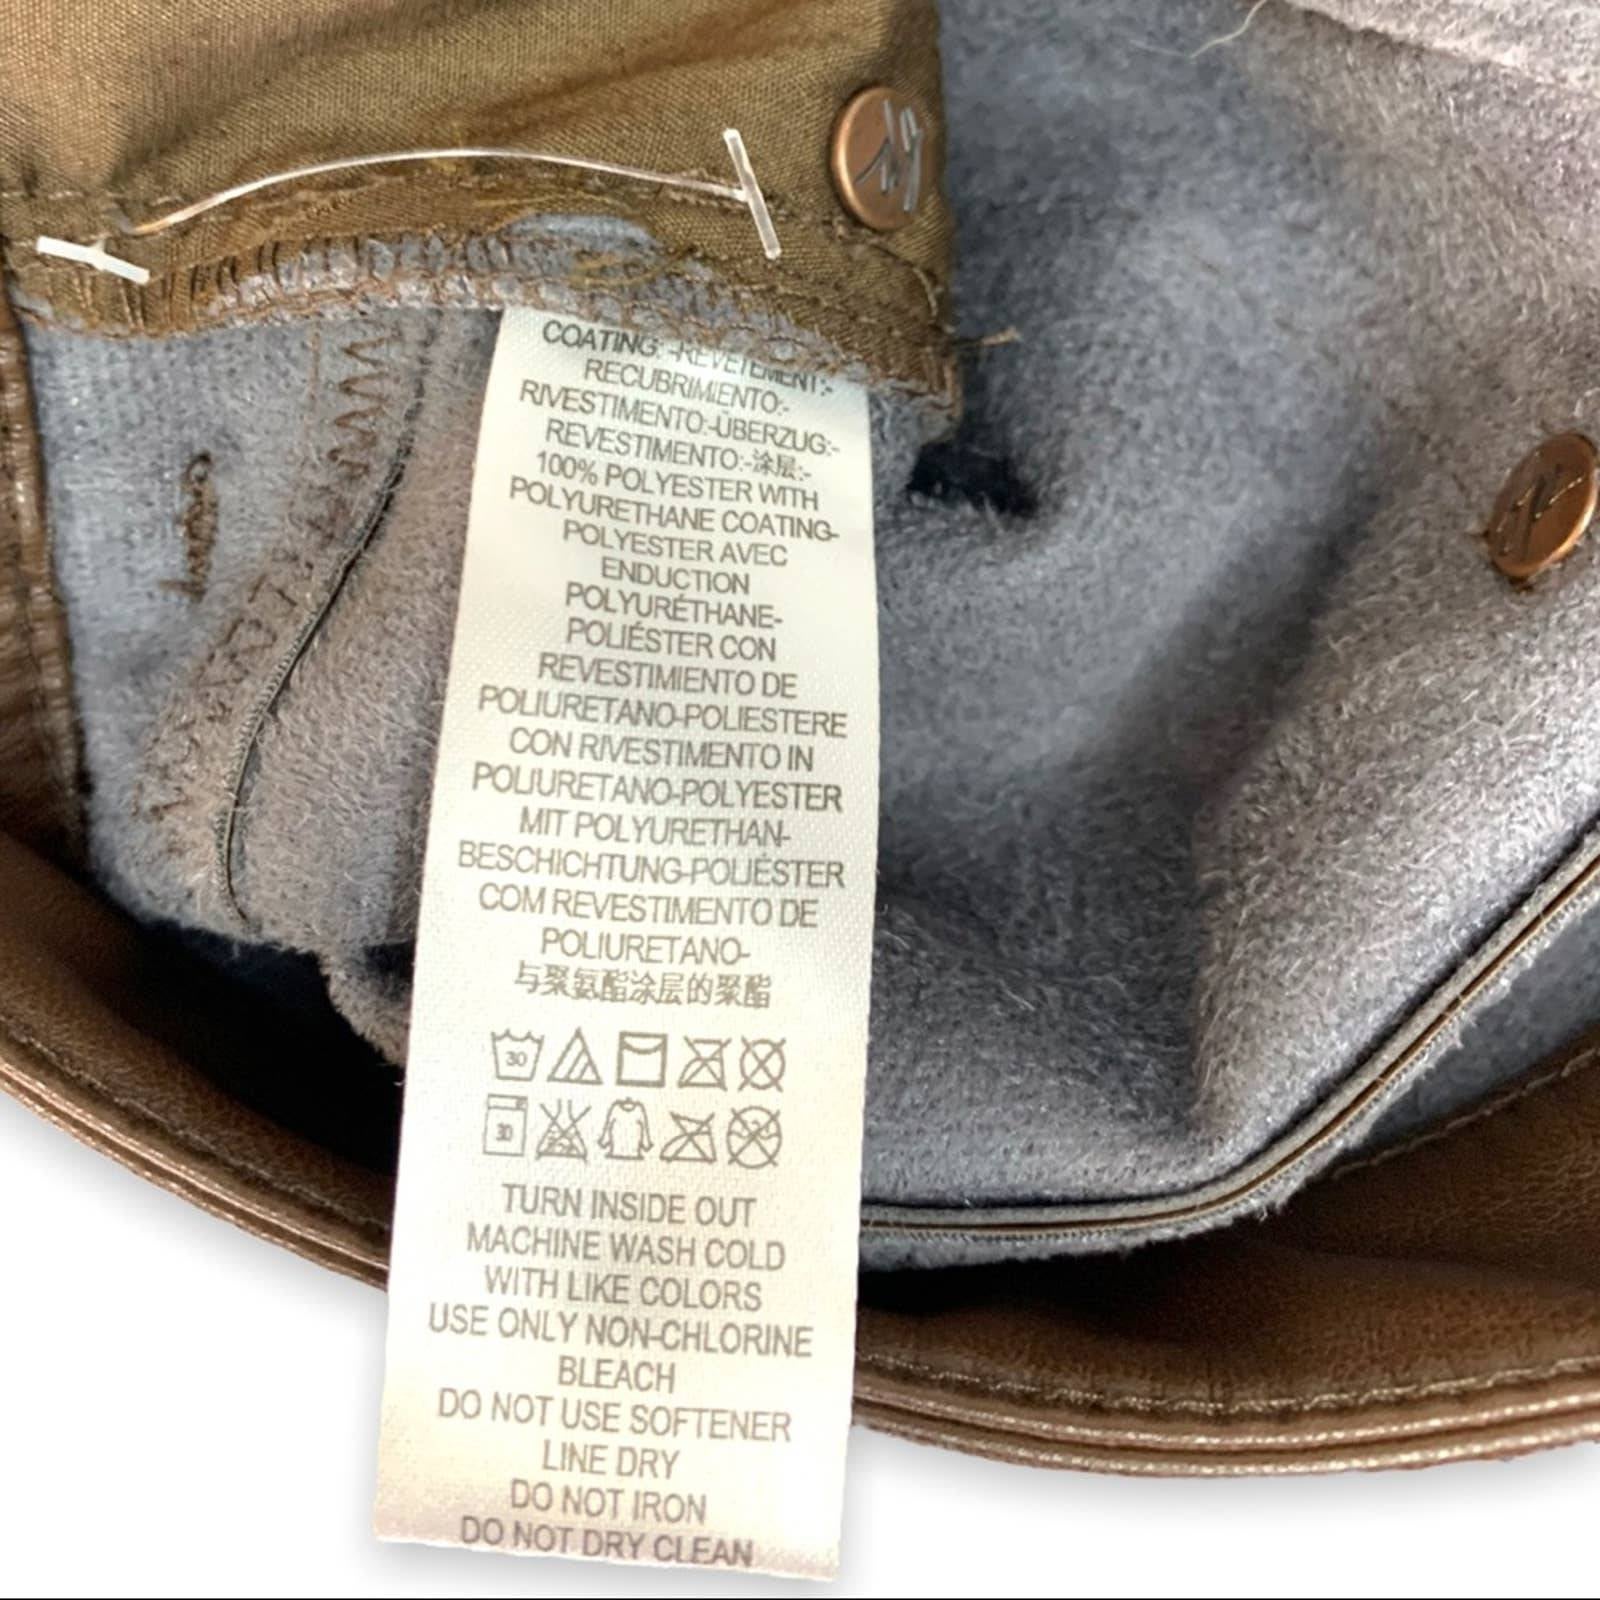 COATING: -REVETEMENT:-
RECUBRIMIENTO:-
RIVESTIMENTO:-ÜBERZUG:-
REVESTIMENTO:-涂层:-
100% POLYESTER WITH
POLYURETHANE COATING-
POLYESTER AVEC
ENDUCTION
POLYURÉTHANE-
POLIÉSTER CON
REVESTIMIENTO DE
POLIURETANO-POLIESTERE
CON RIVESTIMENTO IN
POLIURETANO-POLYESTER
MIT POLYURETHAN-
BESCHICHTUNG-POLIÉSTER
COM REVESTIMENTO DE
POLIURETANO-
与聚氨酯涂层的聚酯
30
30
TURN INSIDE OUT
MACHINE WASH COLD
WITH LIKE COLORS
USE ONLY NON-CHLORINE
BLEACH
DO NOT USE SOFTENER
LINE DRY
DO NOT IRON
DO NOT DRY CLEAN